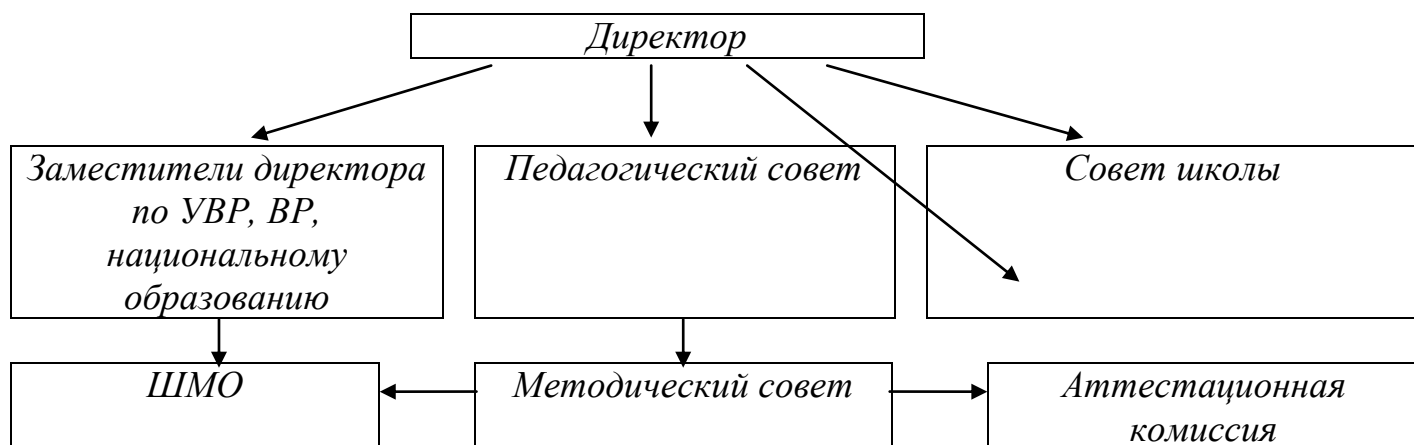 Директор
Заместители директора
по УВР, ВР,
национальному
образованию
Педагогический совет
Совет школы
ШМО
Методический совет
Аттестационная
комиссия